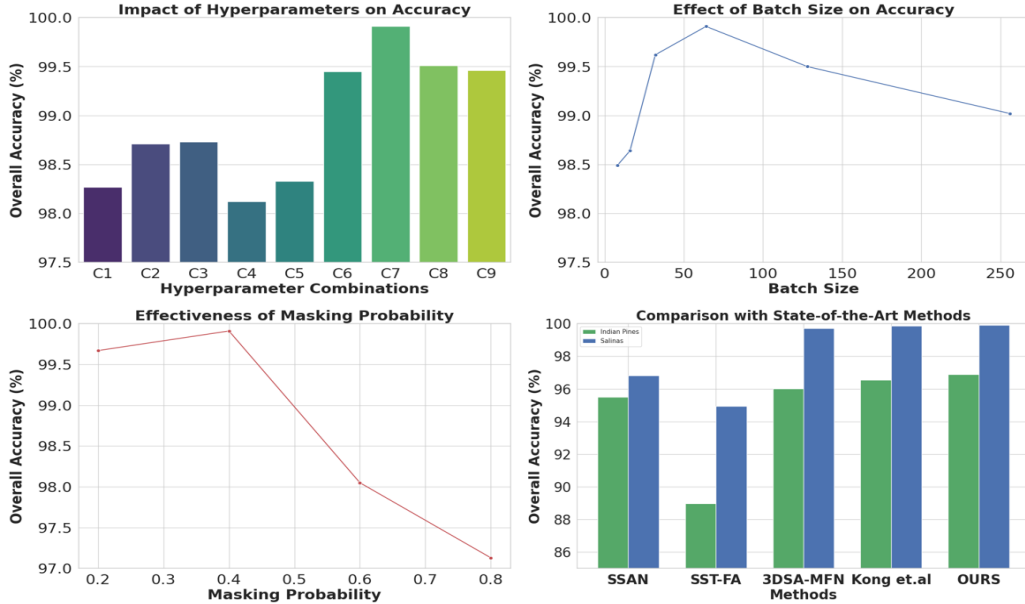 Impact of Hyperparameters on Accuracy
Overall Accuracy (%)
100.0
99.5
99.0
98.5
98.0
97.5
C1 C2 C3 C4 C5 C6 C7 C8 C9
Hyperparameter Combinations
Effect of Batch Size on Accuracy
Overall Accuracy (%)
100.0
99.5
99.0
98.5
98.0
97.5
0 50 100 150 200 250
Batch Size
Effectiveness of Masking Probability
Overall Accuracy (%)
100.0
99.5
99.0
98.5
98.0
97.5
97.0
0.2 0.3 0.4 0.5 0.6 0.7 0.8
Masking Probability
Comparison with State-of-the-Art Methods
Indian Pines
Salinas
Overall Accuracy (%)
100
98
96
94
92
90
88
86
SSAN SST-FA 3DSA-MFN Kong et.al OURS
Methods